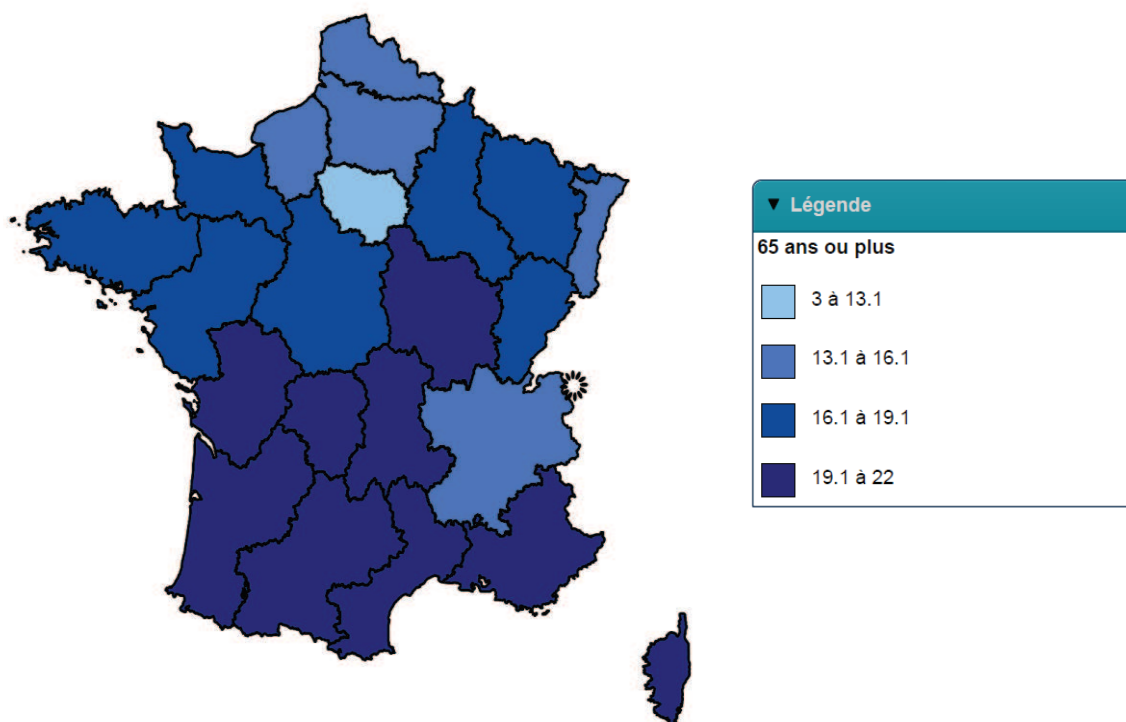 Légende
65 ans ou plus
3 à 13.1
13.1 à 16.1
16.1 à 19.1
19.1 à 22